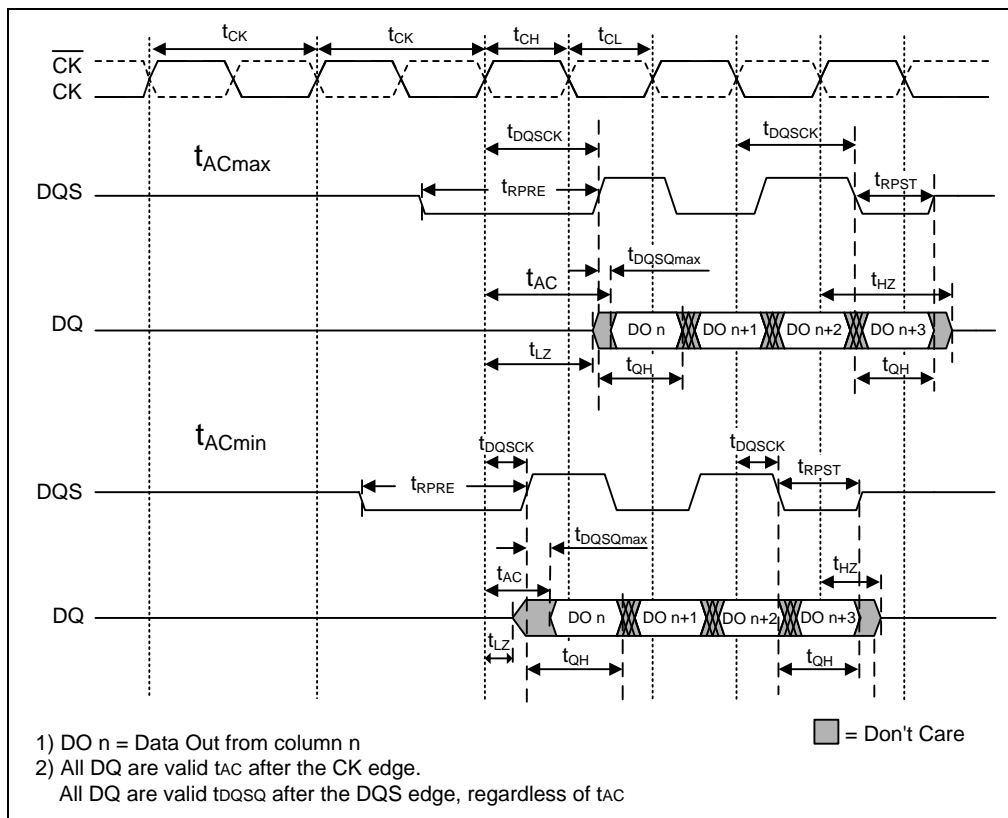 tCK tCK tCH tCL
CK
CK
tDQSCK tDQSCK
tACmax
DQS tRPRE tRPST
tDQSQmax
tAC tHZ
DQ DO n DO n+1 DO n+2 DO n+3
tLZ
tQH tQH
tACmin
tDQSCK tDQSCK
DQS tRPRE tRPST
tDQSQmax
tAC tHZ
DQ DO n DO n+1 DO n+2 DO n+3
tLZ
tQH tQH
1) DO n = Data Out from column n
= Don't Care
2) All DQ are valid tAC after the CK edge.
All DQ are valid tDQSQ after the DQS edge, regardless of tAC